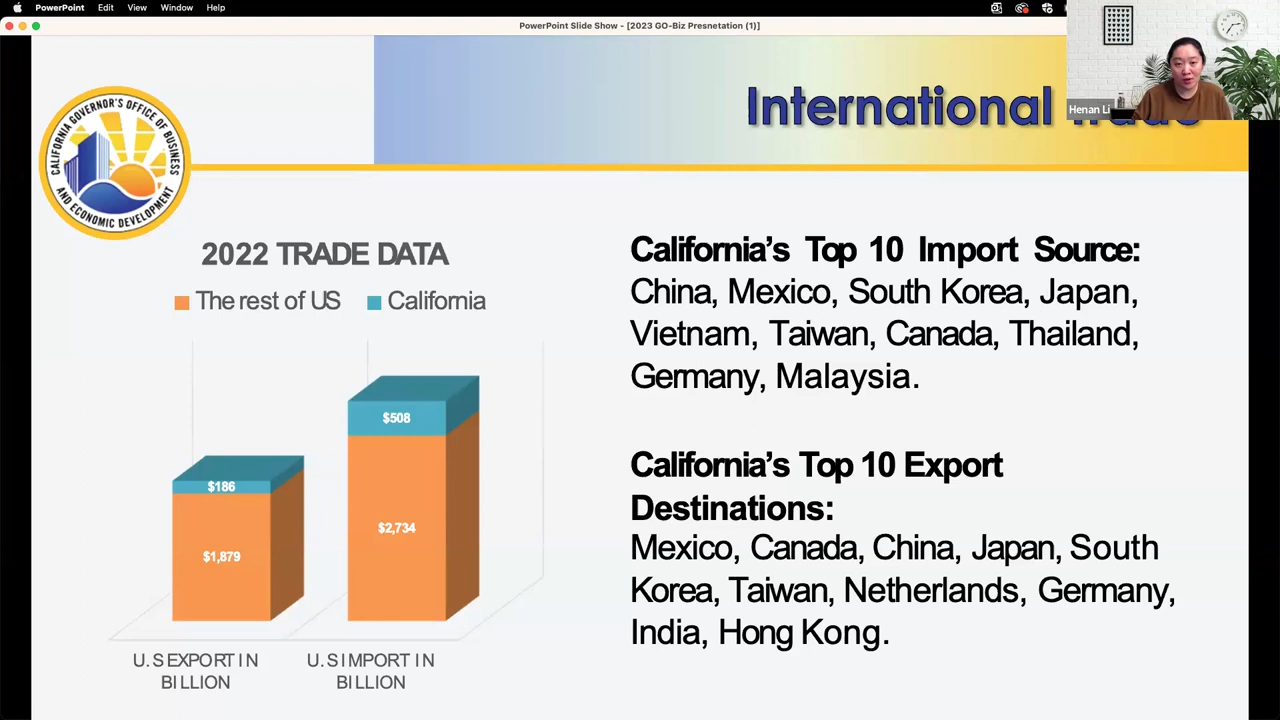 PowerPoint Edit View Window Help
PowerPoint Slide Show - [2023 GO-Biz Presnetation (1)]
Henan Li
International
CALIFORNIA GOVERNOR'S OFFICE OF BUSINESS
AND ECONOMIC DEVELOPMENT
2022 TRADE DATA
The rest of US California
$186
$1,879
$508
$2,734
U.S EXPORT IN
BILLION
U.S IMPORT IN
BILLION
California's Top 10 Import Source:
China, Mexico, South Korea, Japan,
Vietnam, Taiwan, Canada, Thailand,
Germany, Malaysia.
California's Top 10 Export
Destinations:
Mexico, Canada, China, Japan, South
Korea, Taiwan, Netherlands, Germany,
India, Hong Kong.